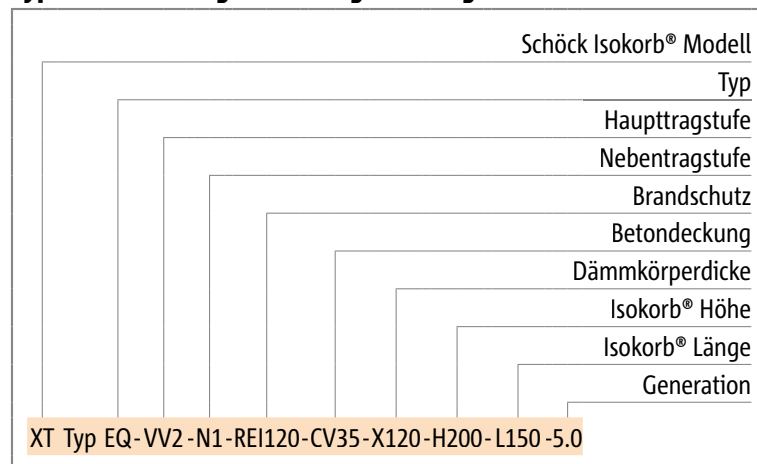 Schöck Isokorb® Modell
Typ
Haupttragstufe
Nebentragstufe
Brandschutz
Betondeckung
Dämmkörperdicke
Isokorb® Höhe
Isokorb® Länge
Generation
XT Typ EQ-VV2-N1-REI120-CV35-X120-H200-L150-5.0